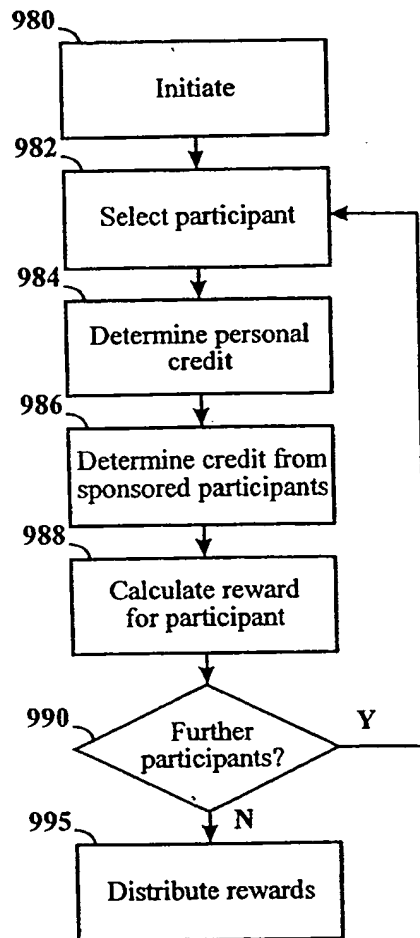 980
Initiate
982
Select participant
984
Determine personal
credit
986
Determine credit from
sponsored participants
988
Calculate reward
for participant
990
Further
participants?
Y
N
995
Distribute rewards